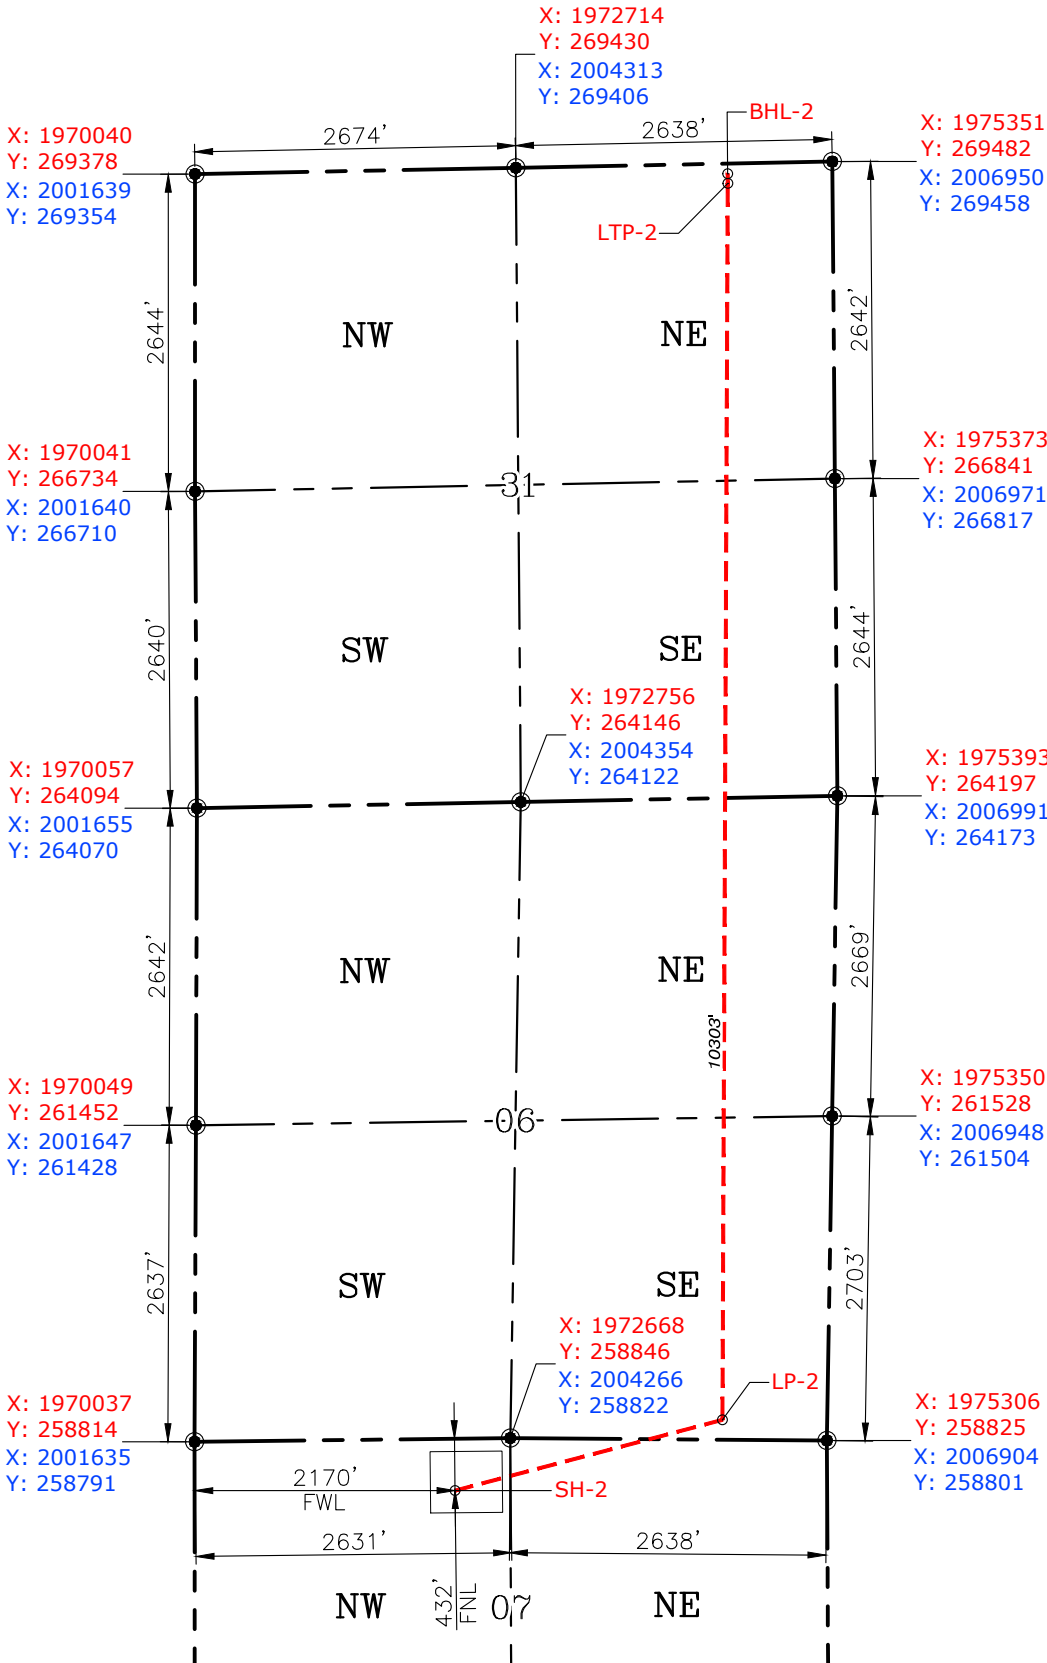 X: 1972714
Y: 269430
X: 2004313
Y: 269406
BHL-2
X: 1970040
Y: 269378
X: 2001639
Y: 269354
2674'
2638'
X: 1975351
Y: 269482
X: 2006950
Y: 269458
LTP-2
2644'
NW
NE
2642'
X: 1970041
Y: 266734
X: 2001640
Y: 266710
31
X: 1975373
Y: 266841
X: 2006971
Y: 266817
2640'
SW
SE
2644'
X: 1972756
Y: 264146
X: 2004354
Y: 264122
X: 1970057
Y: 264094
X: 2001655
Y: 264070
X: 1975393
Y: 264197
X: 2006991
Y: 264173
2642'
NW
NE
2669'
10303'
X: 1970049
Y: 261452
X: 2001647
Y: 261428
06
X: 1975350
Y: 261528
X: 2006948
Y: 261504
2637'
SW
SE
2703'
X: 1972668
Y: 258846
X: 2004266
Y: 258822
LP-2
X: 1970037
Y: 258814
X: 2001635
Y: 258791
X: 1975306
Y: 258825
X: 2006904
Y: 258801
2170'
FWL
SH-2
2631'
2638'
432'
FNL
NW
07
NE